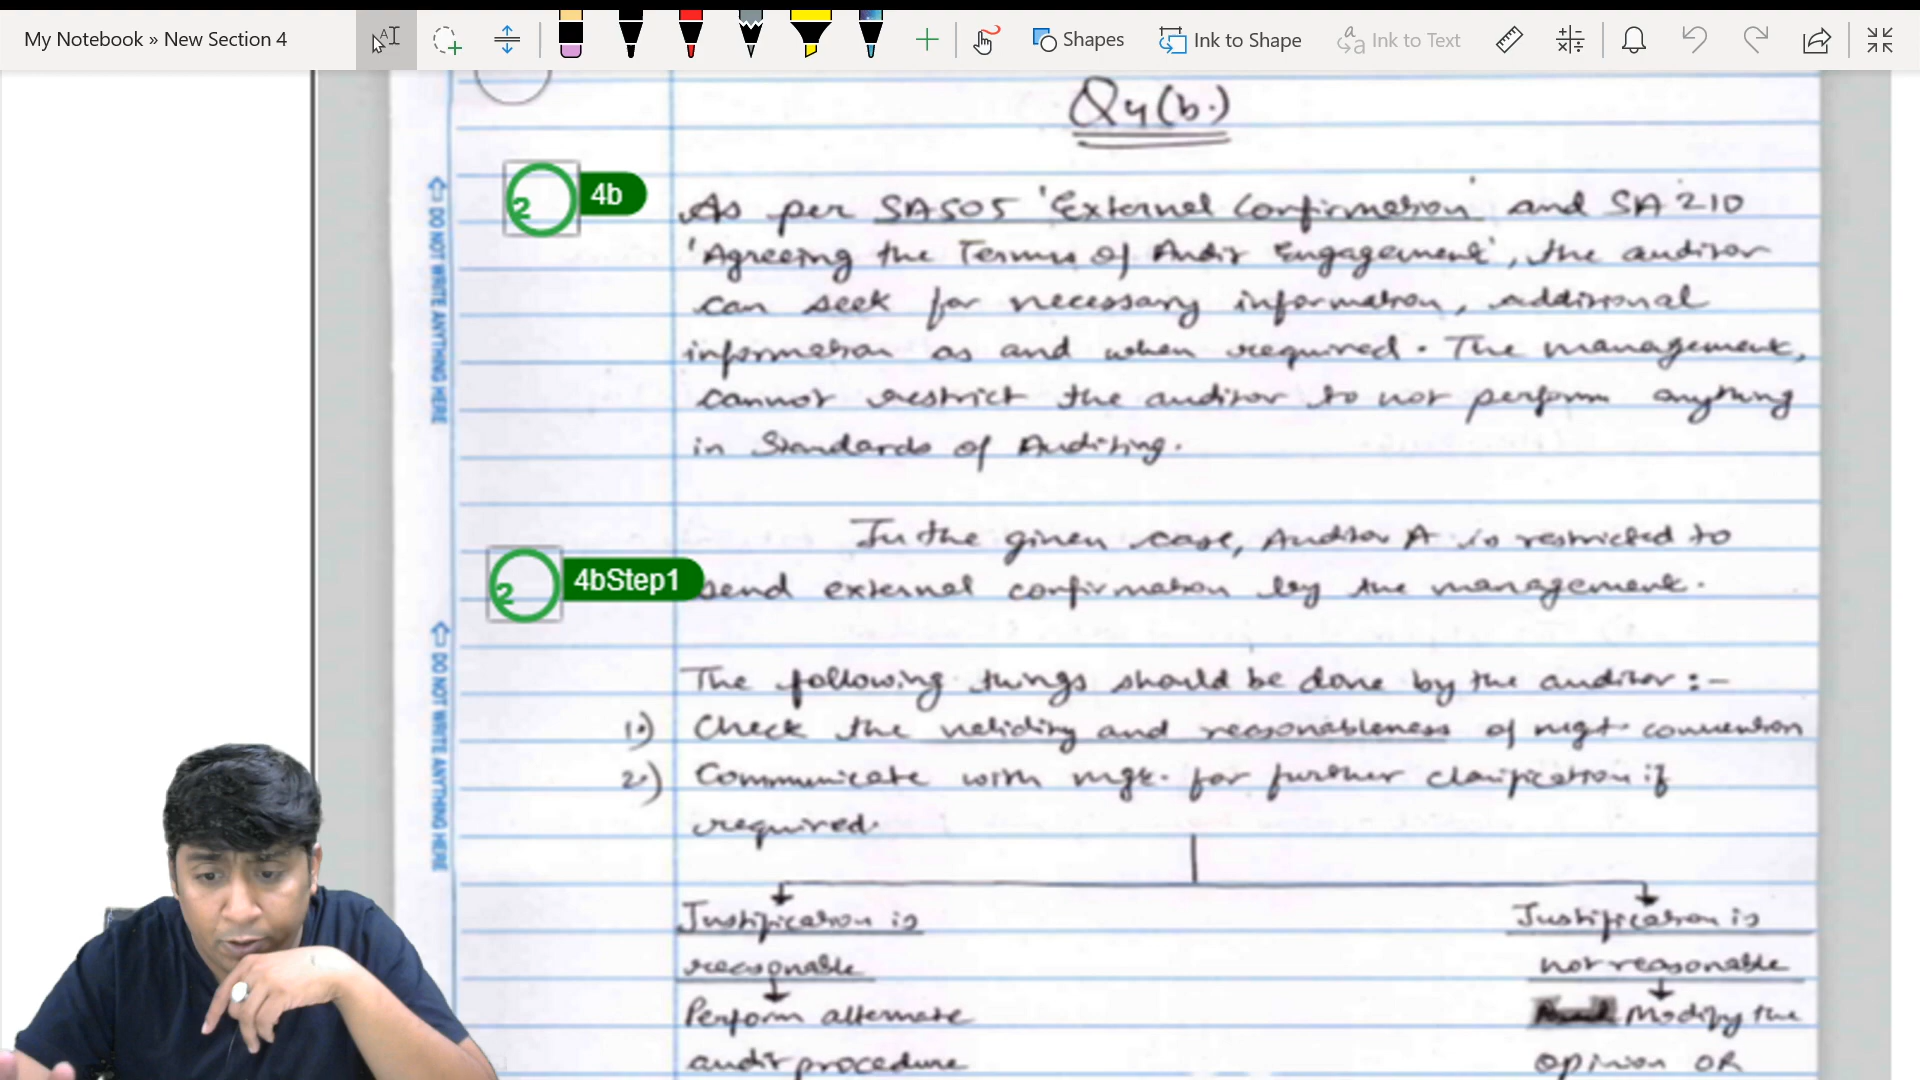 My Notebook » New Section 4
Shapes
Ink to Shape
Ink to Text
Q4(b.)
2 4b
As per SA505 'External Confirmation' and SA 210
'Agreeing the Terms of Audit Engagement', the auditor
can seek for necessary information, additional
information as and when required. The management,
cannot restrict the auditor to not perform anything
in Standards of Auditing.
In the given case, Auditor A is restricted to
2 4bStep1
send external confirmation by the management.
The following things should be done by the auditor :-
1.) Check the validity and reasonableness of mgt
2.) Communicate with mgt. for further clarification if
required.
Justification is
reasonable
Perform alternate
audit procedure
Justification is
not reasonable
Modify the
opinion OR
DO NOT WRITE ANYTHING HERE
DO NOT WRITE ANYTHING HERE